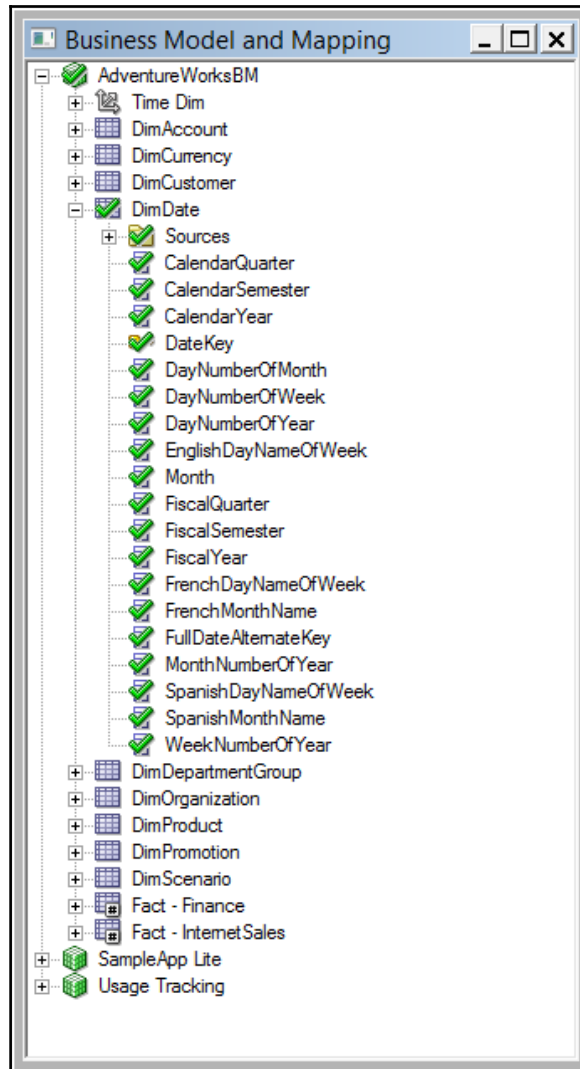 Business Model and Mapping
AdventureWorksBM
Time Dim
DimAccount
DimCurrency
DimCustomer
DimDate
Sources
CalendarQuarter
CalendarSemester
CalendarYear
DateKey
DayNumberOfMonth
DayNumberOfWeek
DayNumberOfYear
EnglishDayNameOfWeek
Month
FiscalQuarter
FiscalSemester
FiscalYear
FrenchDayNameOfWeek
FrenchMonthName
FullDateAlternateKey
MonthNumberOfYear
SpanishDayNameOfWeek
SpanishMonthName
WeekNumberOfYear
DimDepartmentGroup
DimOrganization
DimProduct
DimPromotion
DimScenario
Fact - Finance
Fact - InternetSales
SampleApp Lite
Usage Tracking